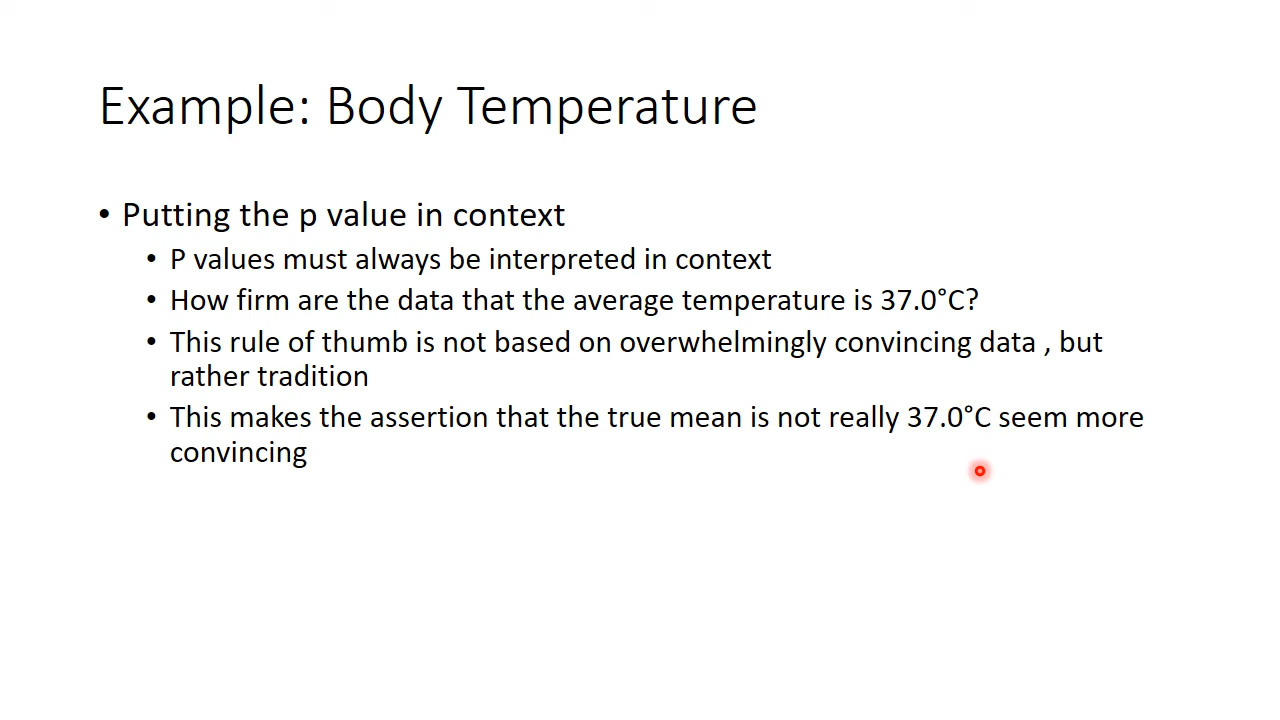 Example: Body Temperature
• Putting the p value in context
• P values must always be interpreted in context
• How firm are the data that the average temperature is 37.0°C?
• This rule of thumb is not based on overwhelmingly convincing data , but
rather tradition
• This makes the assertion that the true mean is not really 37.0°C seem more
convincing